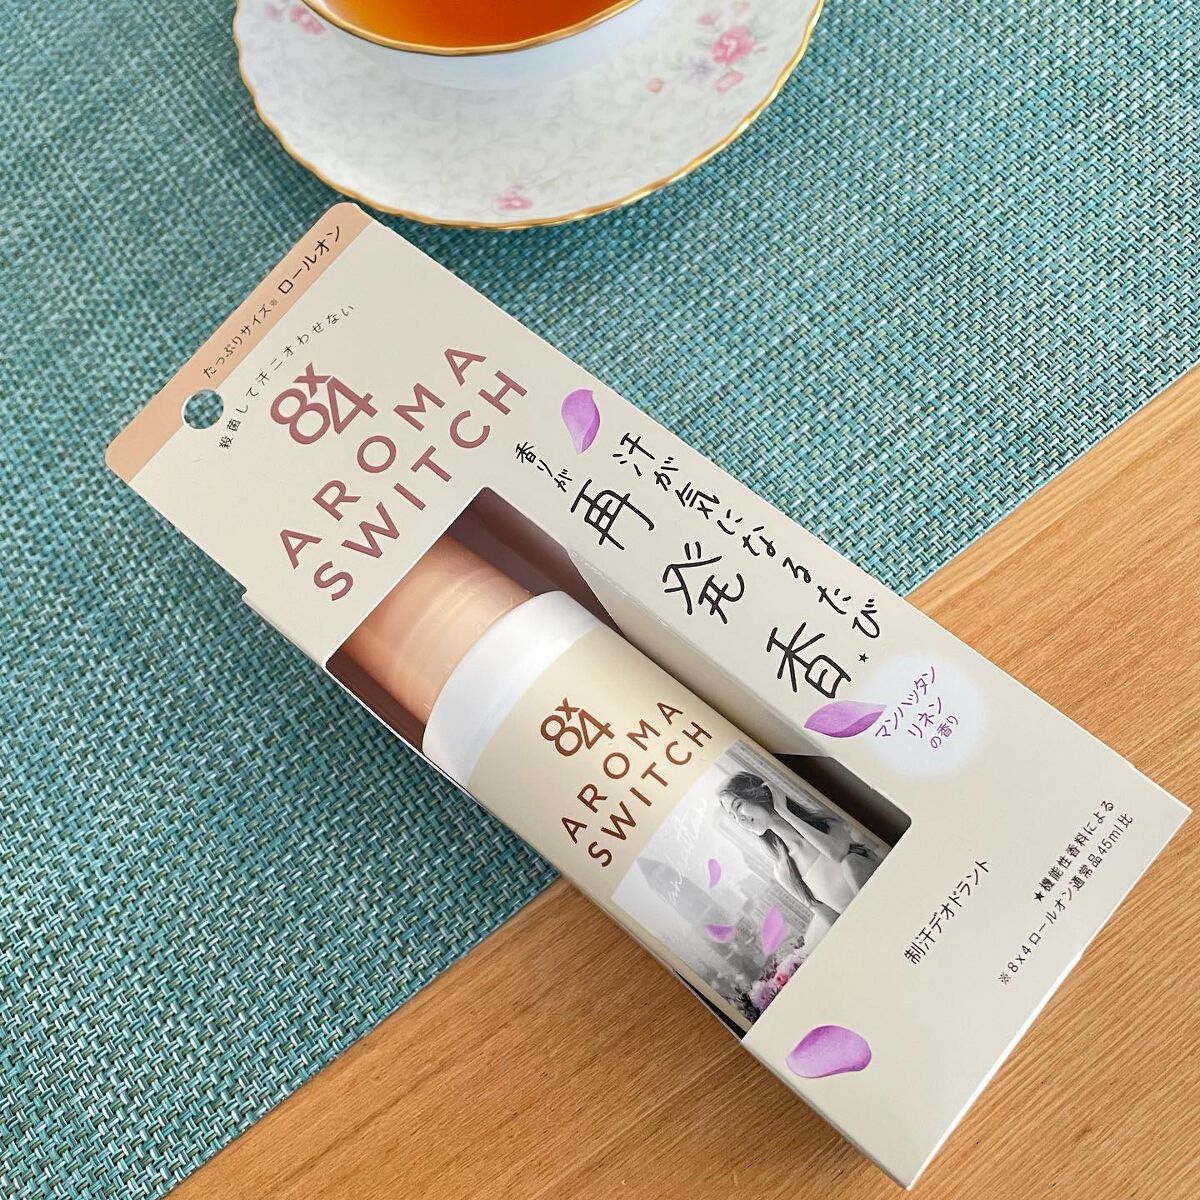 たっぷりサイズ※ ロールオン
殺菌して汗ニオわせない
8x4
AROMA
SWITCH
汗が気になるたび
香りが
再発香★
マンハッタン
リネン
の香り
★機能性香料による
※8x4ロールオン通常品45ml比
制汗デオドラント
8x4
AROMA
SWITCH